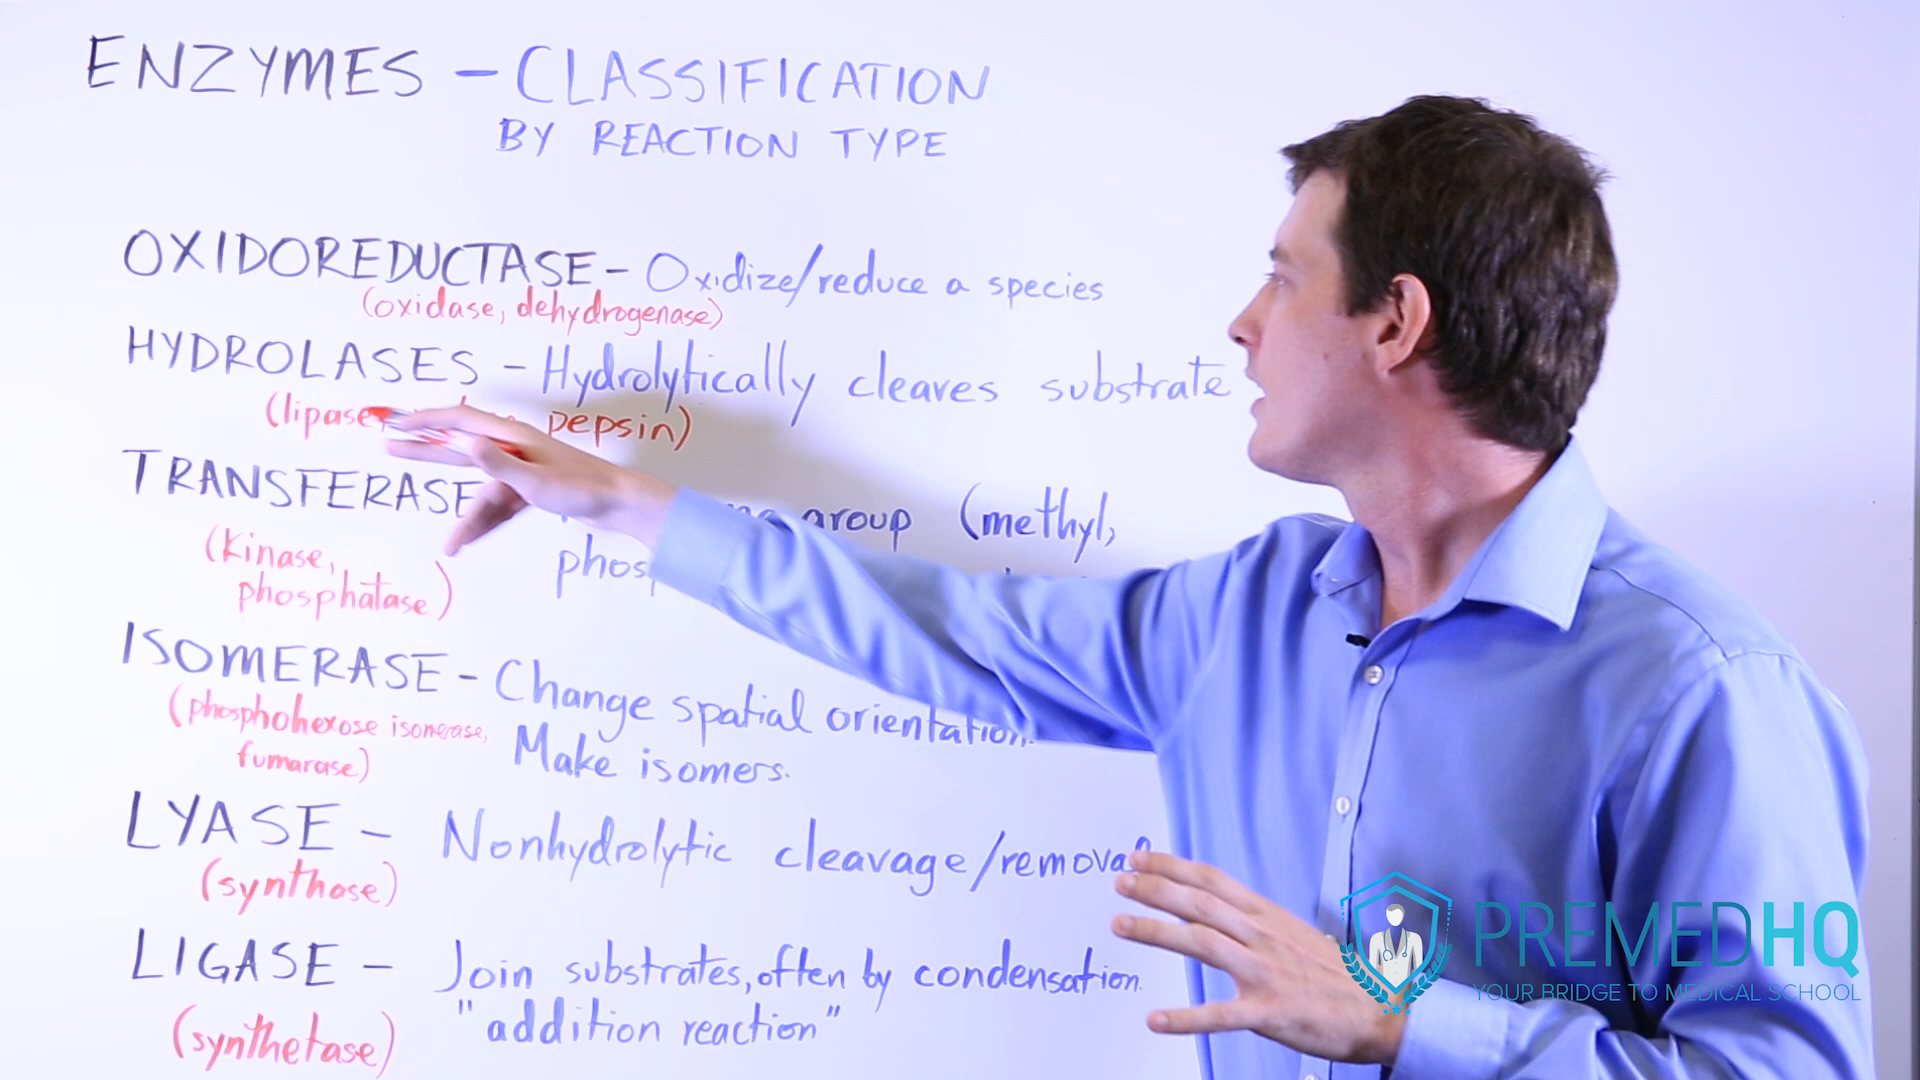 ENZYMES - CLASSIFICATION
BY REACTION TYPE
OXIDOREDUCTASE - Oxidize/reduce a species
(oxidase, dehydrogenase)
HYDROLASES - Hydrolytically cleaves substrate
(lipase, pepsin)
TRANSFERASE group (methyl,
(Kinase,
phosphatase)
ISOMERASE - Change spatial orientation.
(phosphohexose isomerase,
fumarase)
Make isomers.
LYASE - Nonhydrolytic cleavage/removal
(synthase)
LIGASE - Join substrates, often by condensation.
"addition reaction"
(synthetase)
PREMEDHQ
YOUR BRIDGE TO MEDICAL SCHOOL